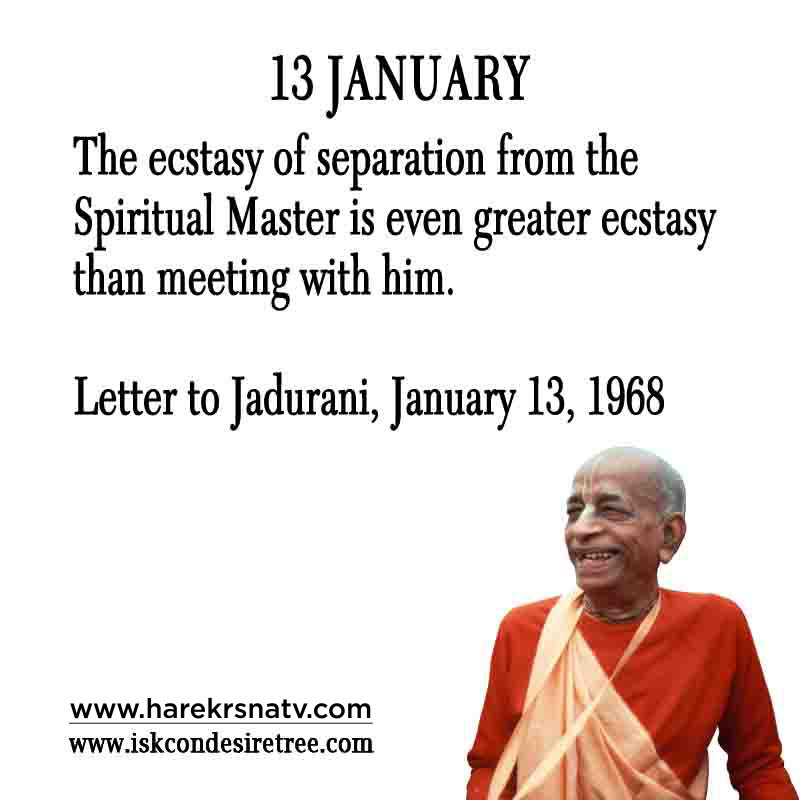 13 JANUARY
The ecstasy of separation from the
Spiritual Master is even greater ecstasy
than meeting with him.
Letter to Jadurani, January 13, 1968
www.harekrsnatv.com
www.iskcondesiretree.com